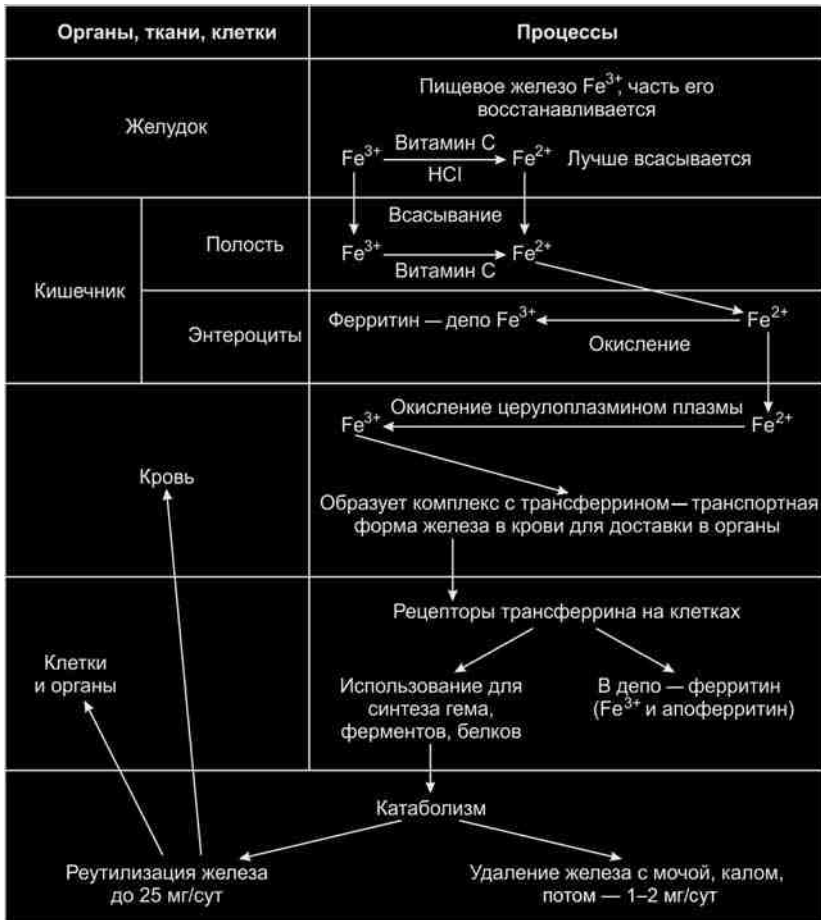 Органы, ткани, клетки
Процессы
Желудок
Пищевое железо Fe³⁺, часть его
восстанавливается
Витамин С
Fe³⁺ Fe²⁺ Лучше всасывается
HCl
Кишечник
Полость
Всасывание
Fe³⁺ Fe²⁺
Витамин С
Энтероциты
Ферритин — депо Fe³⁺ Fe²⁺
Окисление
Кровь
Окисление церулоплазмином плазмы
Fe³⁺ Fe²⁺
Образует комплекс с трансферрином — транспортная
форма железа в крови для доставки в органы
Клетки
и органы
Рецепторы трансферрина на клетках
Использование для
синтеза гема,
ферментов, белков
В депо — ферритин
(Fe³⁺ и апоферритин)
Катаболизм
Реутилизация железа
до 25 мг/сут
Удаление железа с мочой, калом,
потом — 1–2 мг/сут